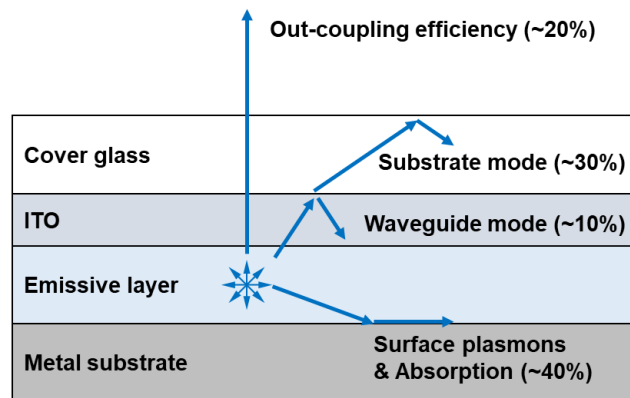 Out-coupling efficiency (~20%)
Cover glass
Substrate mode (~30%)
ITO
Waveguide mode (~10%)
Emissive layer
Metal substrate
Surface plasmons
& Absorption (~40%)